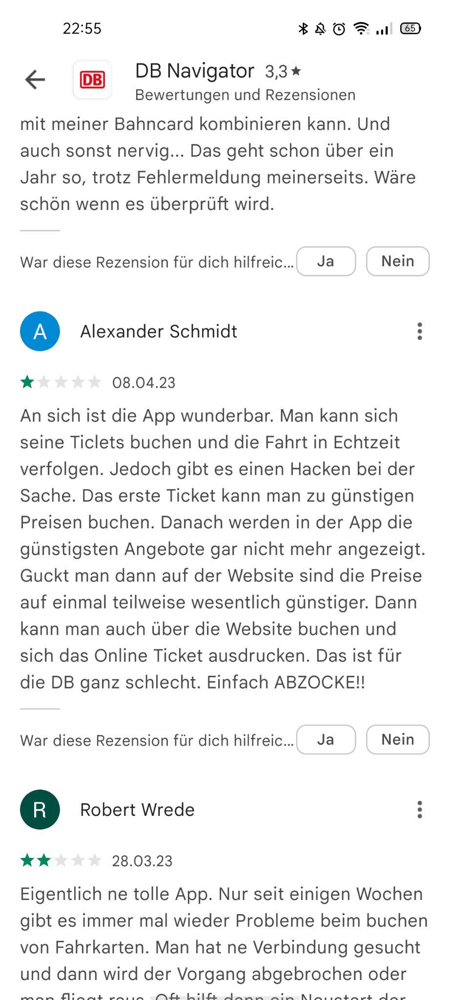 22:55
65
DB
DB Navigator 3,3 ★
Bewertungen und Rezensionen
mit meiner Bahncard kombinieren kann. Und
auch sonst nervig... Das geht schon über ein
Jahr so, trotz Fehlermeldung meinerseits. Wäre
schön wenn es überprüft wird.
War diese Rezension für dich hilfreic... Ja Nein
A Alexander Schmidt
08.04.23
An sich ist die App wunderbar. Man kann sich
seine Ticlets buchen und die Fahrt in Echtzeit
verfolgen. Jedoch gibt es einen Hacken bei der
Sache. Das erste Ticket kann man zu günstigen
Preisen buchen. Danach werden in der App die
günstigsten Angebote gar nicht mehr angezeigt.
Guckt man dann auf der Website sind die Preise
auf einmal teilweise wesentlich günstiger. Dann
kann man auch über die Website buchen und
sich das Online Ticket ausdrucken. Das ist für
die DB ganz schlecht. Einfach ABZOCKE!!
War diese Rezension für dich hilfreic... Ja Nein
R Robert Wrede
28.03.23
Eigentlich ne tolle App. Nur seit einigen Wochen
gibt es immer mal wieder Probleme beim buchen
von Fahrkarten. Man hat ne Verbindung gesucht
und dann wird der Vorgang abgebrochen oder
man fliegt raus. Oft hilft dann ein Neustart der